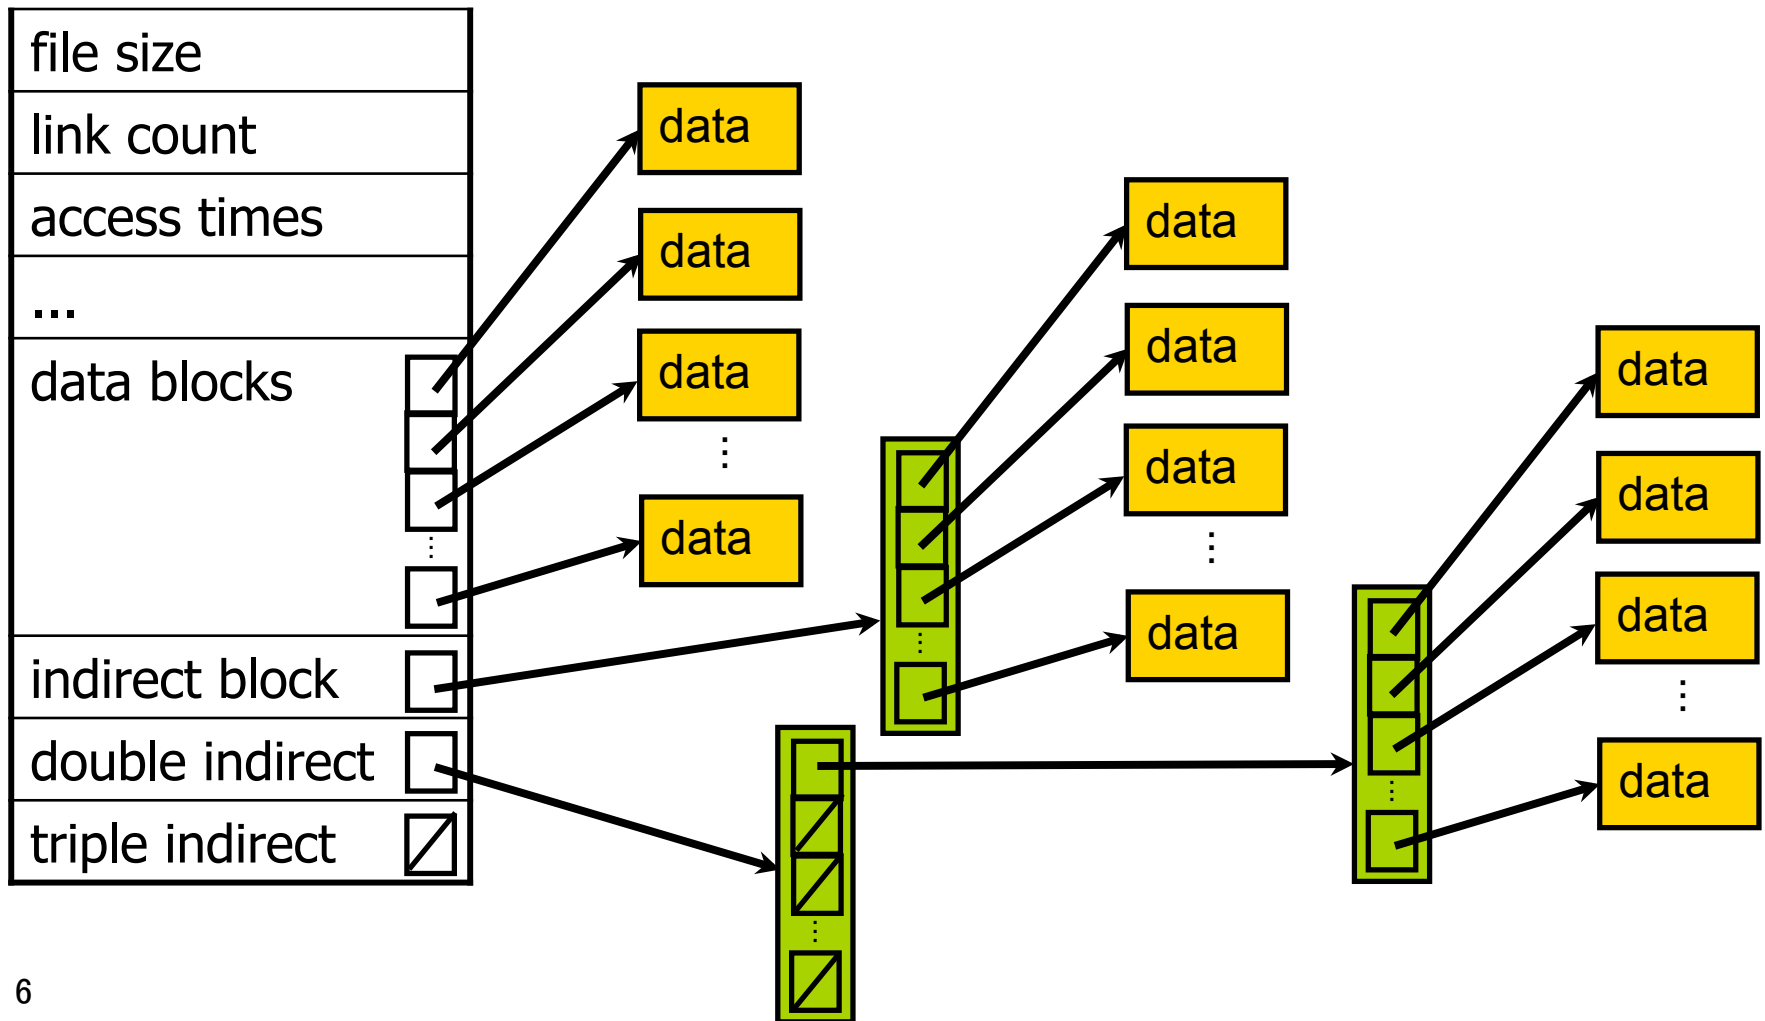 file size
link count
access times
...
data blocks
indirect block
double indirect
triple indirect
data
data
data
data
data
data
data
data
data
data
data
data
6